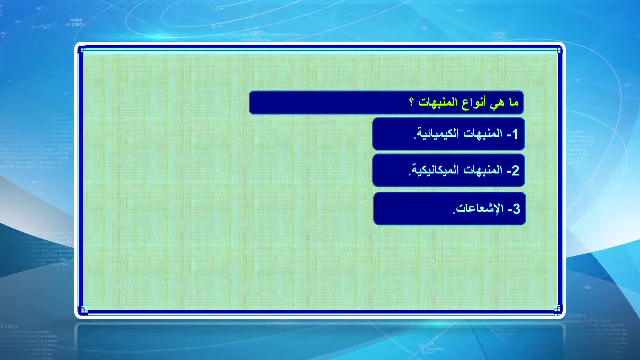 ما هي أنواع المنبهات ؟
1- المنبهات الكيميائية.
2- المنبهات الميكانيكية.
3- الإشعاعات.